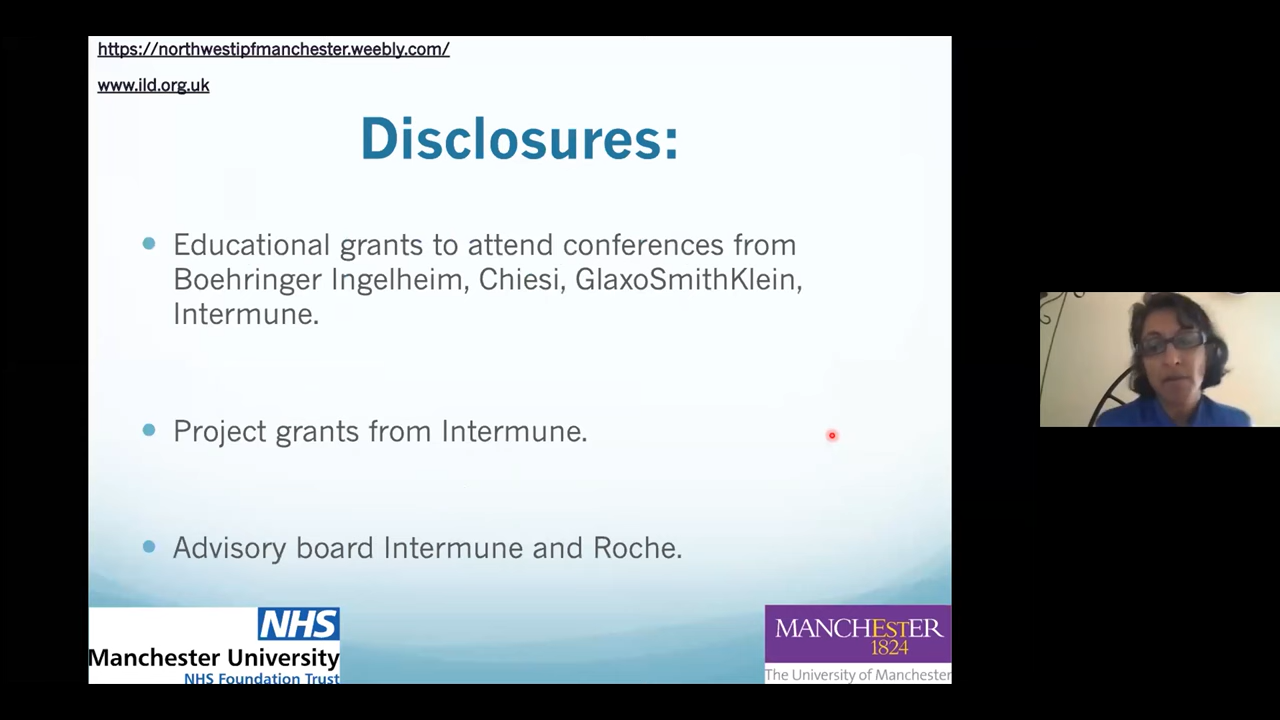 https://northwestipfmanchester.weebly.com/
www.ild.org.uk
Disclosures:
Educational grants to attend conferences from
Boehringer Ingelheim, Chiesi, GlaxoSmithKlein,
Intermune.
Project grants from Intermune.
Advisory board Intermune and Roche.
NHS
Manchester University
NHS Foundation Trust
MANCHESTER
1824
The University of Manchester